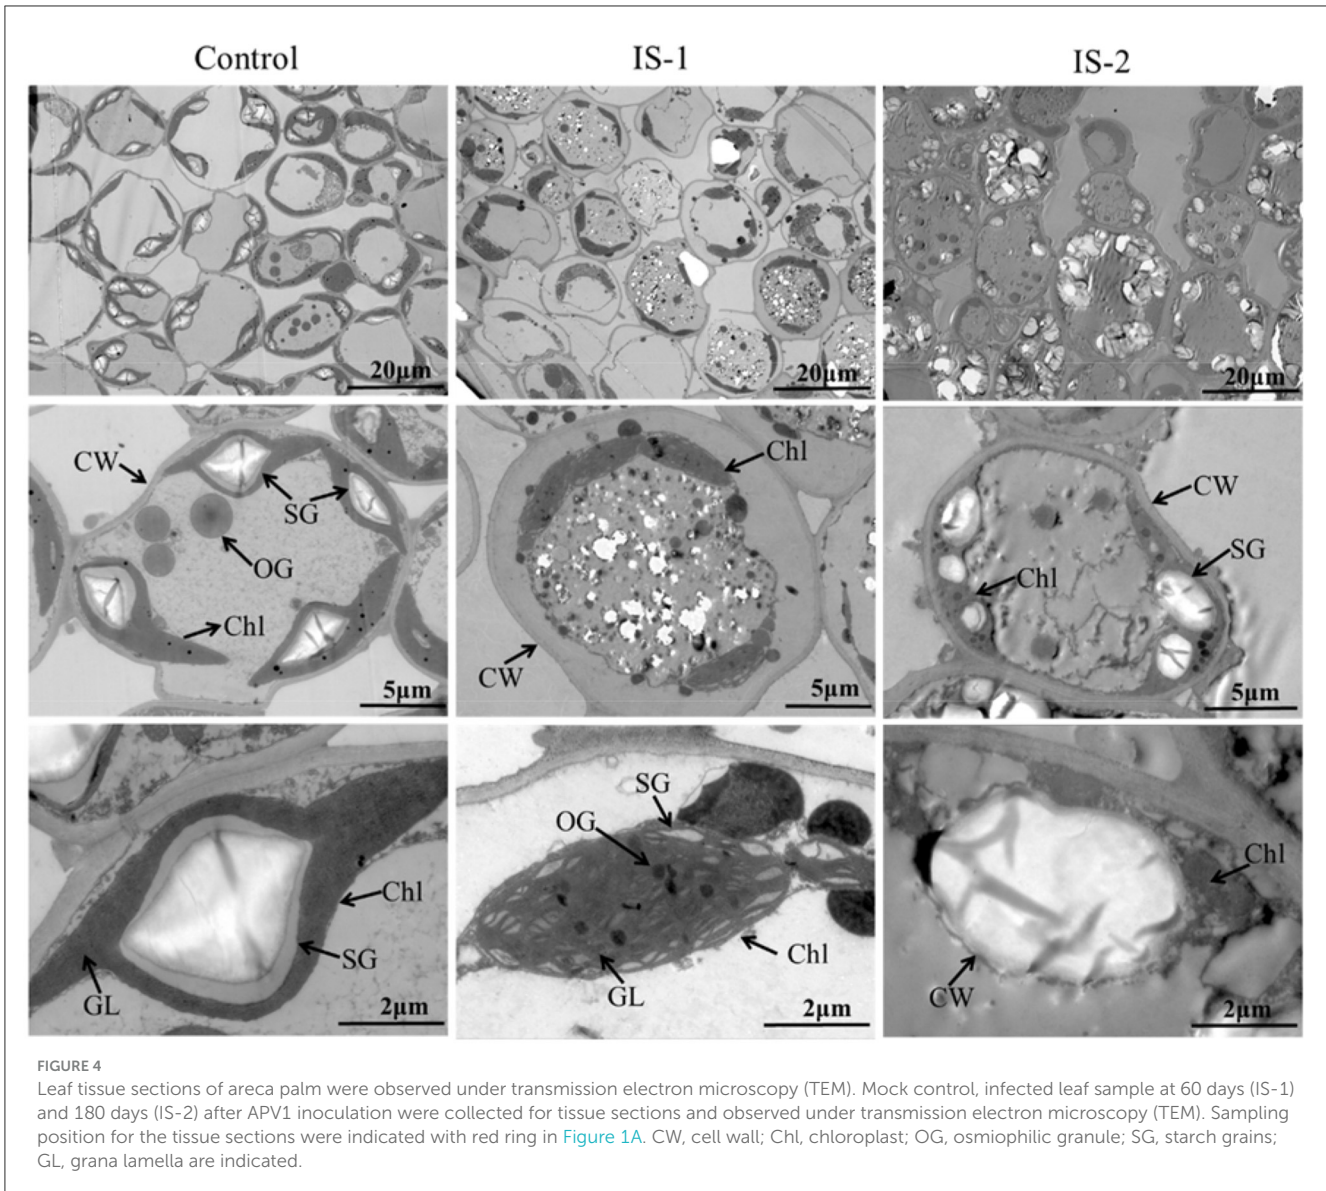 Control
IS-1
IS-2
20μm
20μm
20μm
CW
SG
OG
Chl
5μm
Chl
CW
5μm
CW
SG
Chl
5μm
Chl
SG
GL
2μm
SG
OG
Chl
GL
2μm
Chl
CW
2μm
FIGURE 4
Leaf tissue sections of areca palm were observed under transmission electron microscopy (TEM). Mock control, infected leaf sample at 60 days (IS-1)
and 180 days (IS-2) after APV1 inoculation were collected for tissue sections and observed under transmission electron microscopy (TEM). Sampling
position for the tissue sections were indicated with red ring in Figure 1A. CW, cell wall; Chl, chloroplast; OG, osmiophilic granule; SG, starch grains;
GL, grana lamella are indicated.